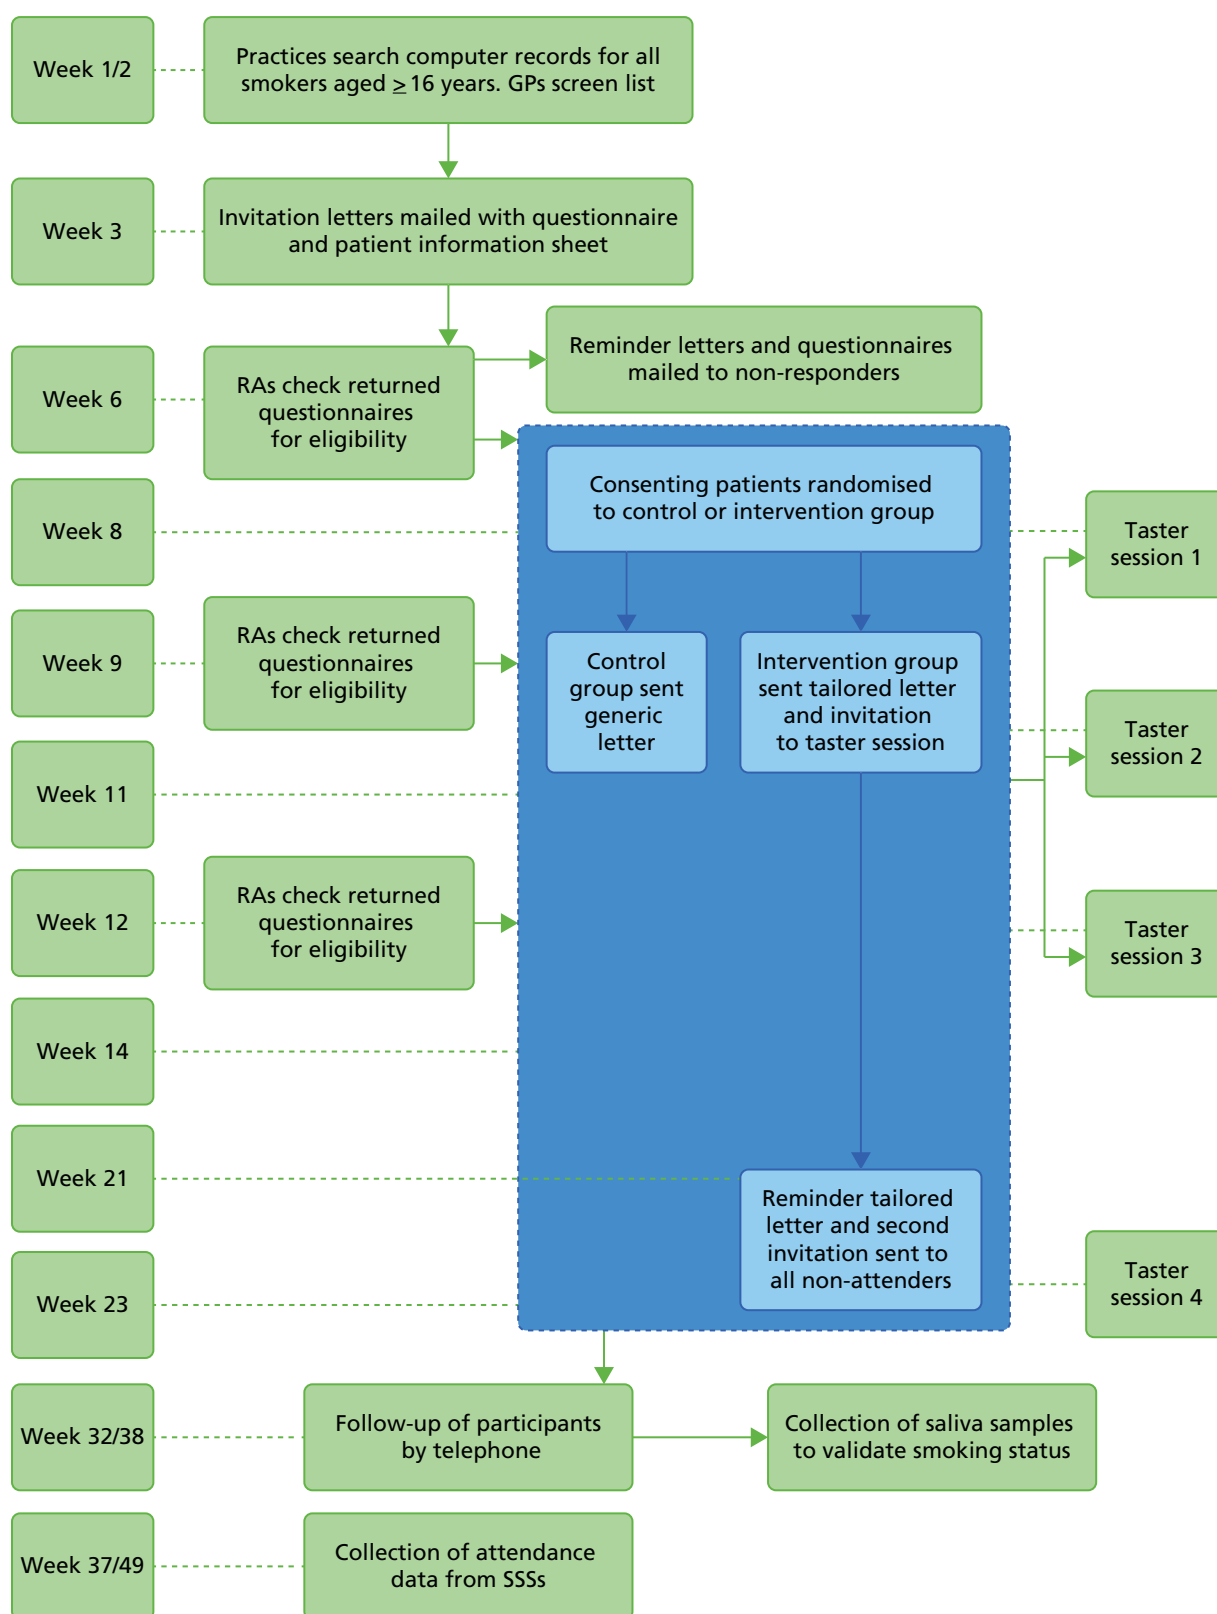 Week 1/2
Practices search computer records for all
smokers aged ≥ 16 years. GPs screen list
Week 3
Invitation letters mailed with questionnaire
and patient information sheet
Reminder letters and questionnaires
mailed to non-responders
Week 6
RAs check returned
questionnaires
for eligibility
Consenting patients randomised
to control or intervention group
Week 8
Taster
session 1
Week 9
RAs check returned
questionnaires
for eligibility
Control
group sent
generic
letter
Intervention group
sent tailored letter
and invitation
to taster session
Taster
session 2
Week 11
Week 12
RAs check returned
questionnaires
for eligibility
Taster
session 3
Week 14
Week 21
Reminder tailored
letter and second
invitation sent to
all non-attenders
Week 23
Taster
session 4
Week 32/38
Follow-up of participants
by telephone
Collection of saliva samples
to validate smoking status
Week 37/49
Collection of attendance
data from SSSs